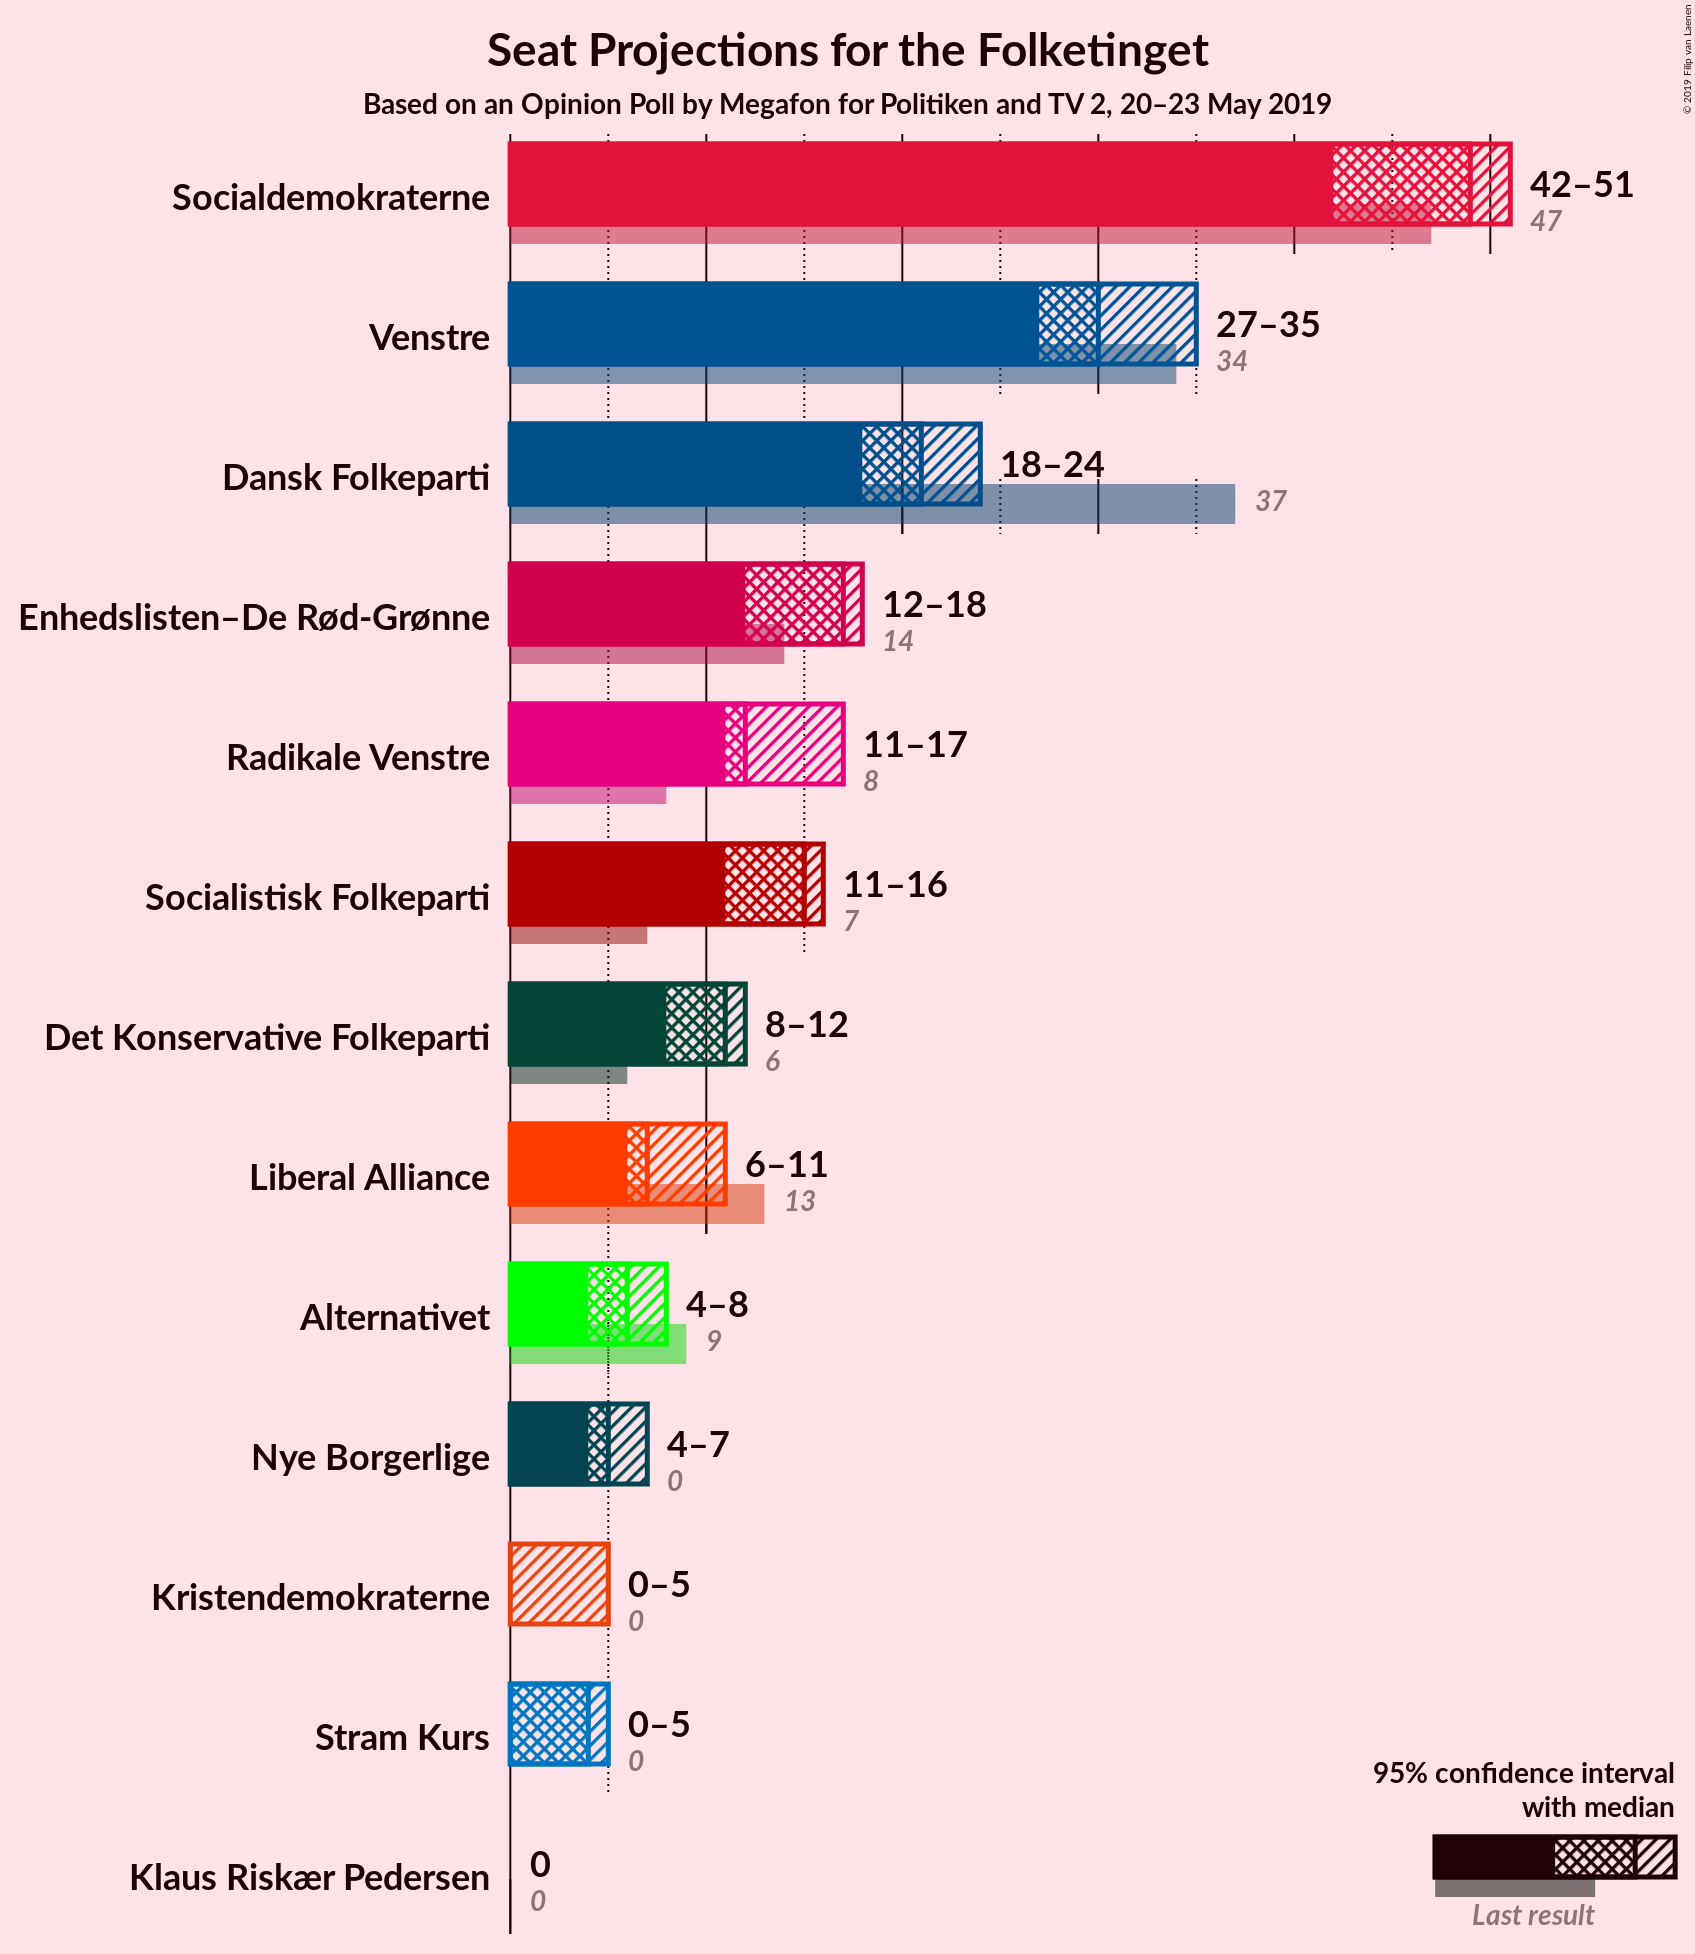 Seat Projections for the Folketinget
Based on an Opinion Poll by Megafon for Politiken and TV 2, 20–23 May 2019
© 2019 Filip van Laenen
Socialdemokraterne
42–51
47
Venstre
27–35
34
Dansk Folkeparti
18–24
37
Enhedslisten–De Rød-Grønne
12–18
14
Radikale Venstre
11–17
8
Socialistisk Folkeparti
11–16
7
Det Konservative Folkeparti
8–12
6
Liberal Alliance
6–11
13
Alternativet
4–8
9
Nye Borgerlige
4–7
0
Kristendemokraterne
0–5
0
Stram Kurs
0–5
0
Klaus Riskær Pedersen
0
0
95% confidence interval
with median
Last result